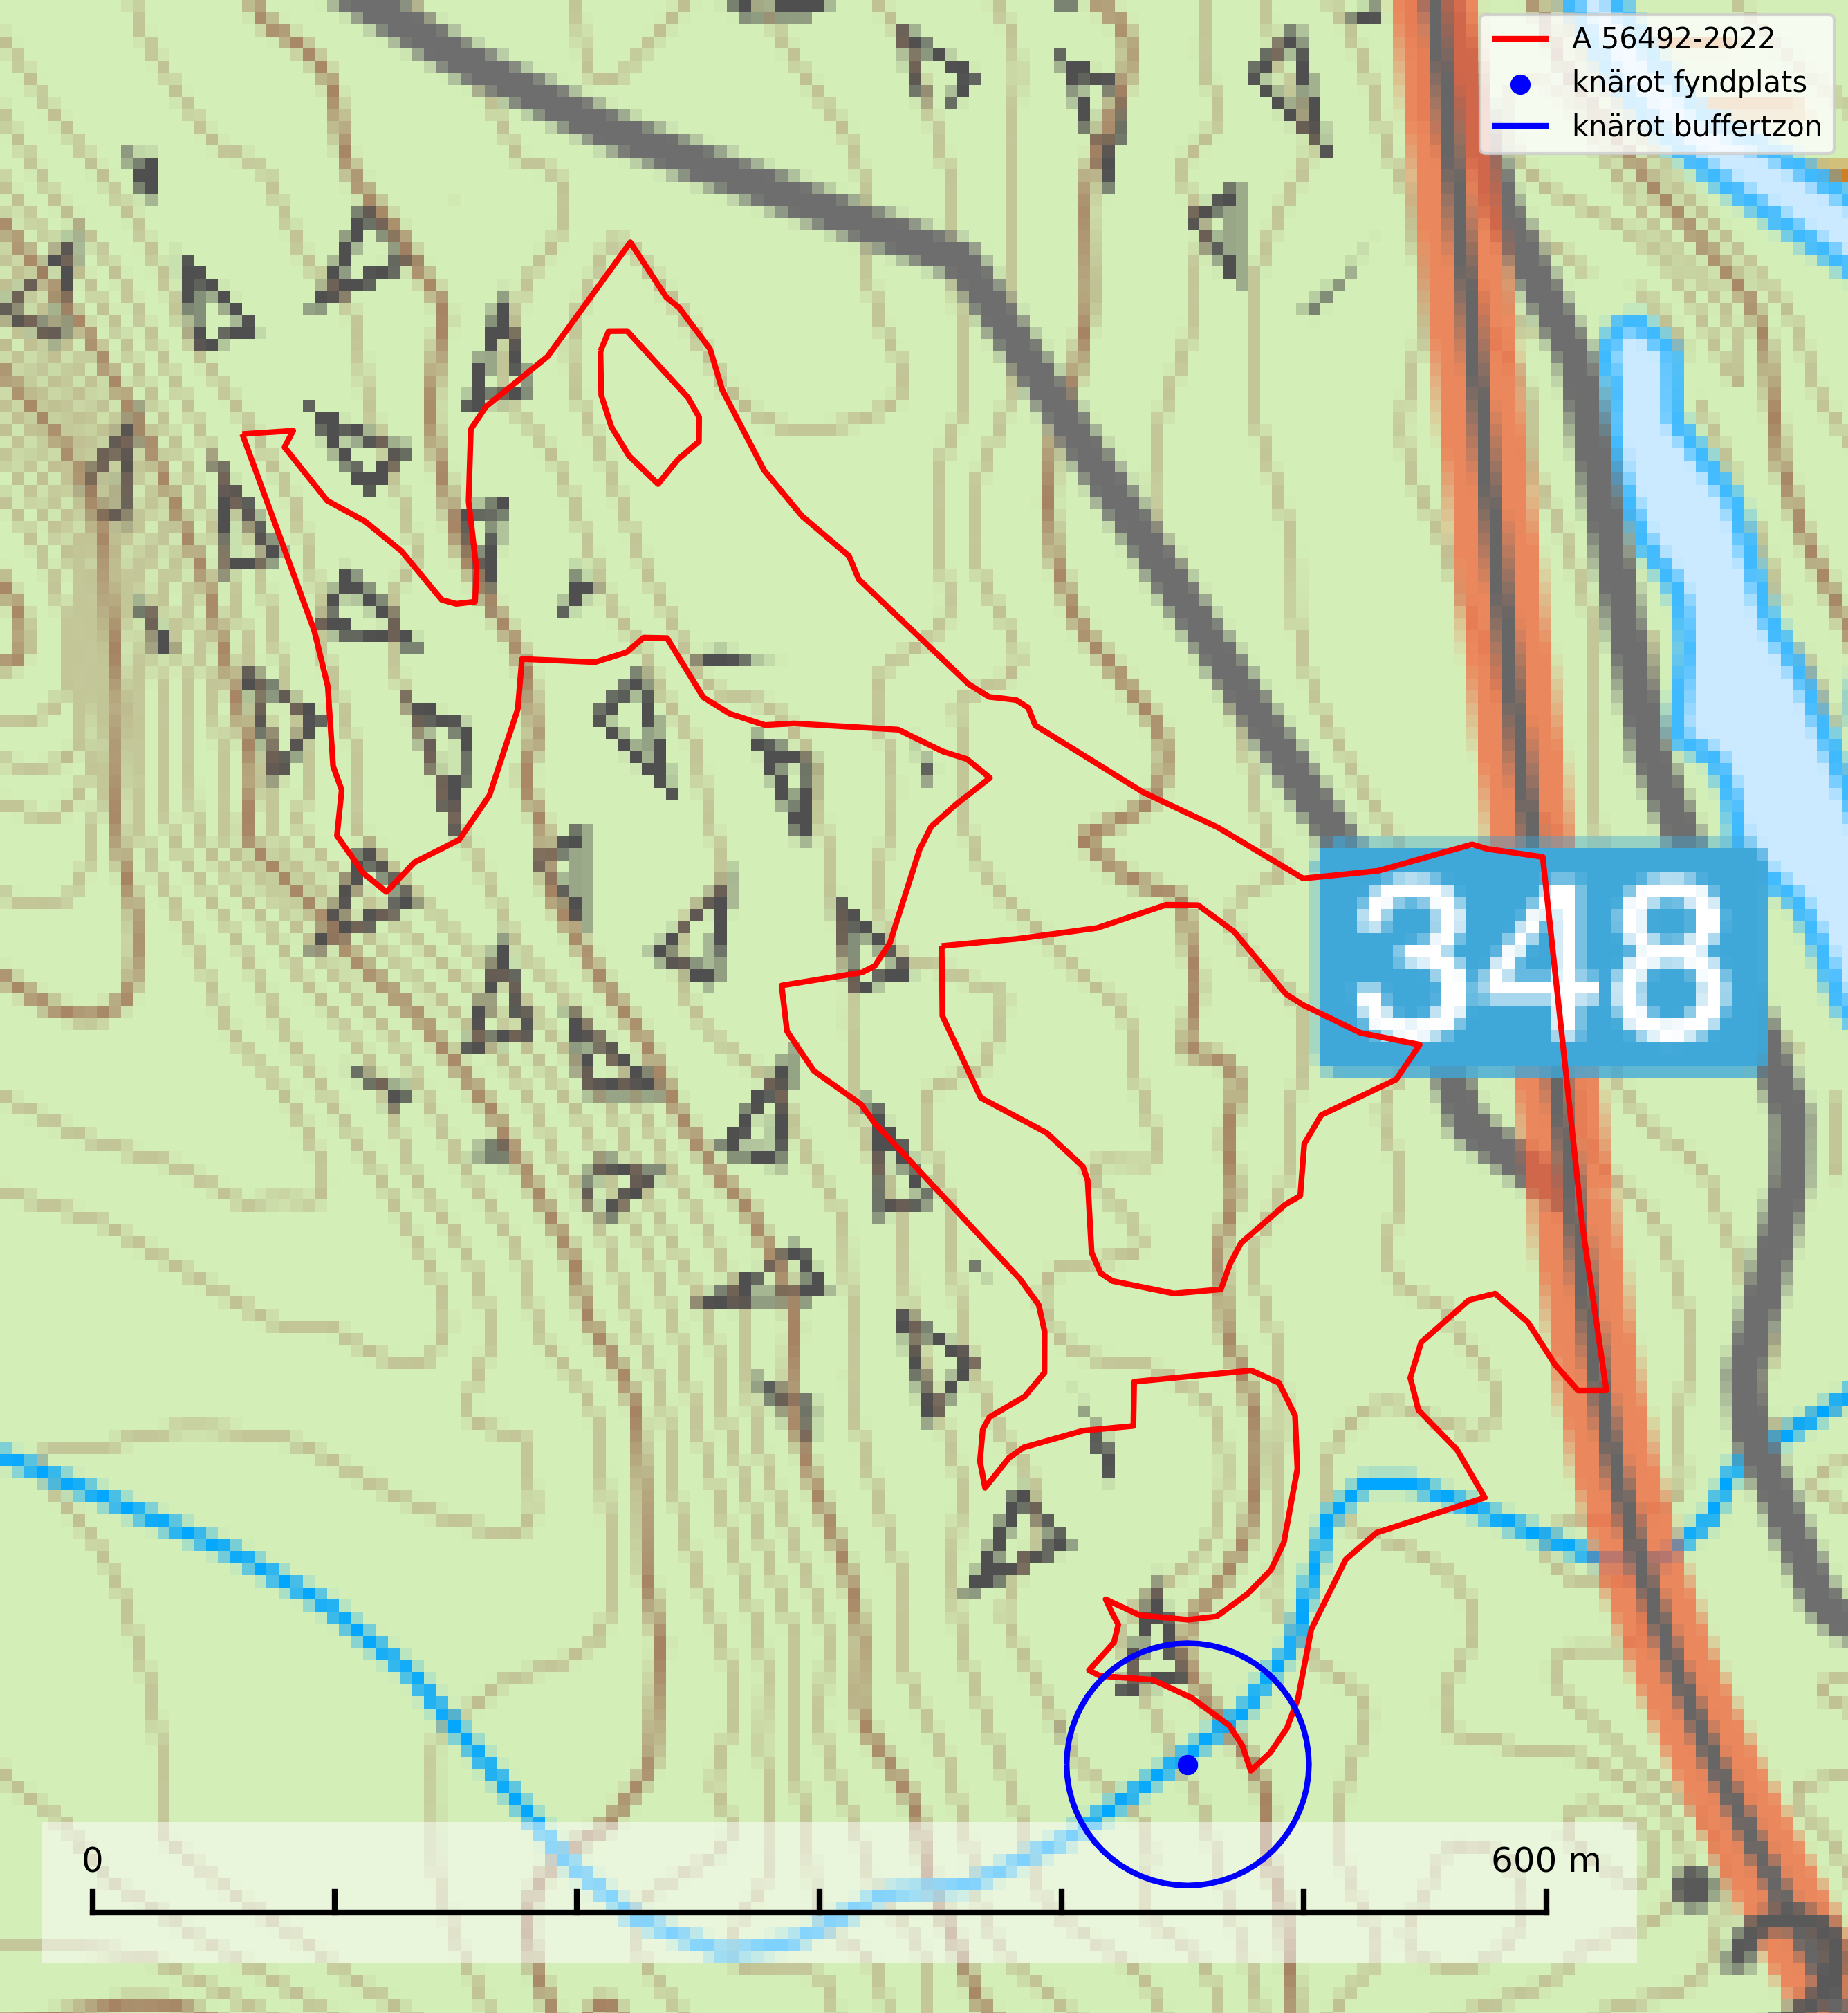 A 56492-2022
knärot fyndplats
knärot buffertzon
348
0
600 m